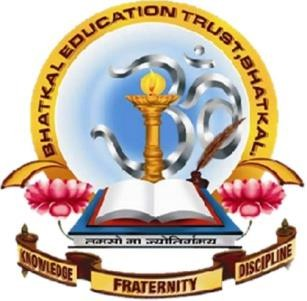 BHATKAL EDUCATION TRUST, BHATKAL
ॐ
तमसो मा ज्योतिर्गमय
KNOWLEDGE
FRATERNITY
DISCIPLINE